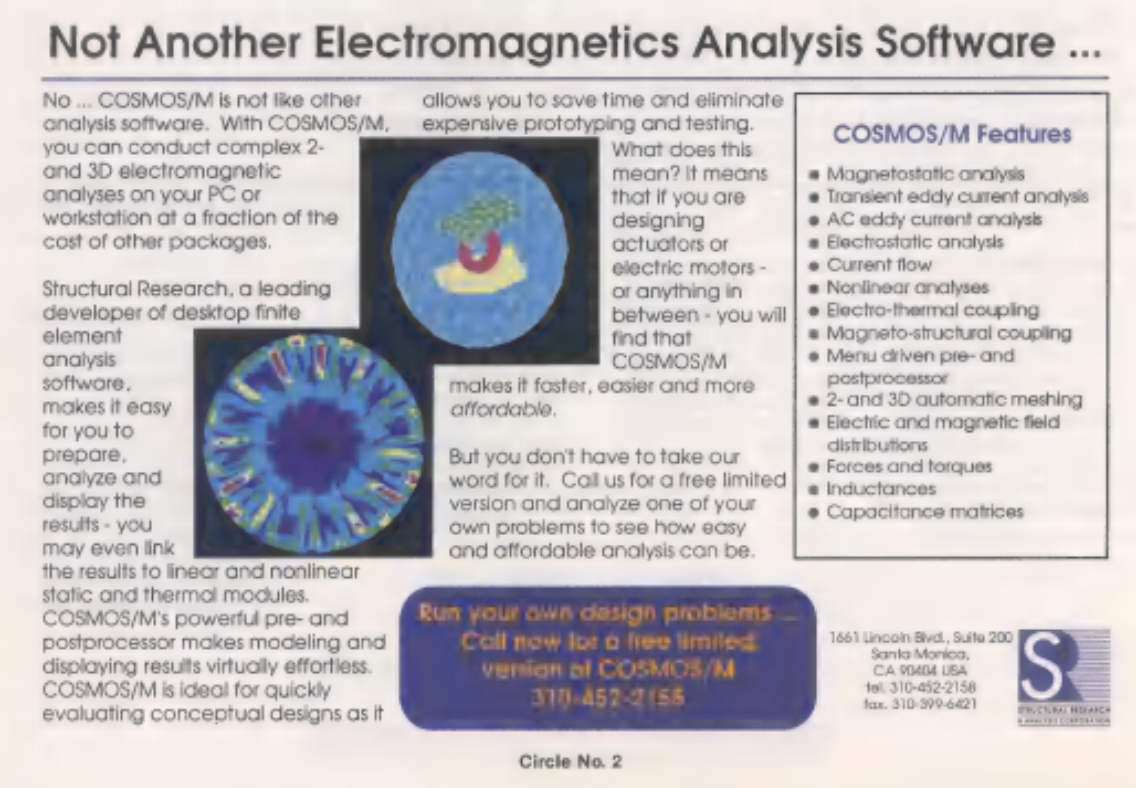 Not Another Electromagnetics Analysis Software ...
No ... COSMOS/M is not like other
analysis software. With COSMOS/M,
you can conduct complex 2-
and 3D electromagnetic
analyses on your PC or
workstation at a fraction of the
cost of other packages.
Structural Research, a leading
developer of desktop finite
element
analysis
software,
makes it easy
for you to
prepare,
analyze and
display the
results - you
may even link
the results to linear and nonlinear
static and thermal modules.
COSMOS/M's powerful pre- and
postprocessor makes modeling and
displaying results virtually effortless.
COSMOS/M is ideal for quickly
evaluating conceptual designs as it
allows you to save time and eliminate
expensive prototyping and testing.
What does this
mean? It means
that if you are
designing
actuators or
electric motors -
or anything in
between - you will
find that
COSMOS/M
makes it faster, easier and more
affordable.
But you don't have to take our
word for it. Call us for a free limited
version and analyze one of your
own problems to see how easy
and affordable analysis can be.
COSMOS/M Features
Magnetostatic analysis
Transient eddy current analysis
AC eddy current analysis
Electrostatic analysis
Current flow
Nonlinear analyses
Electro-thermal coupling
Magneto-structural coupling
Menu driven pre- and
postprocessor
2- and 3D automatic meshing
Electric and magnetic field
distributions
Forces and torques
Inductances
Capacitance matrices
Run your own design problems ...
Call now for a free limited
version of COSMOS/M
310-452-2158
1661 Lincoln Blvd., Suite 200
Santa Monica,
CA 90404 USA
tel. 310-452-2158
fax. 310-399-6421
SR
STRUCTURAL RESEARCH
& ANALYSIS CORPORATION
Circle No. 2